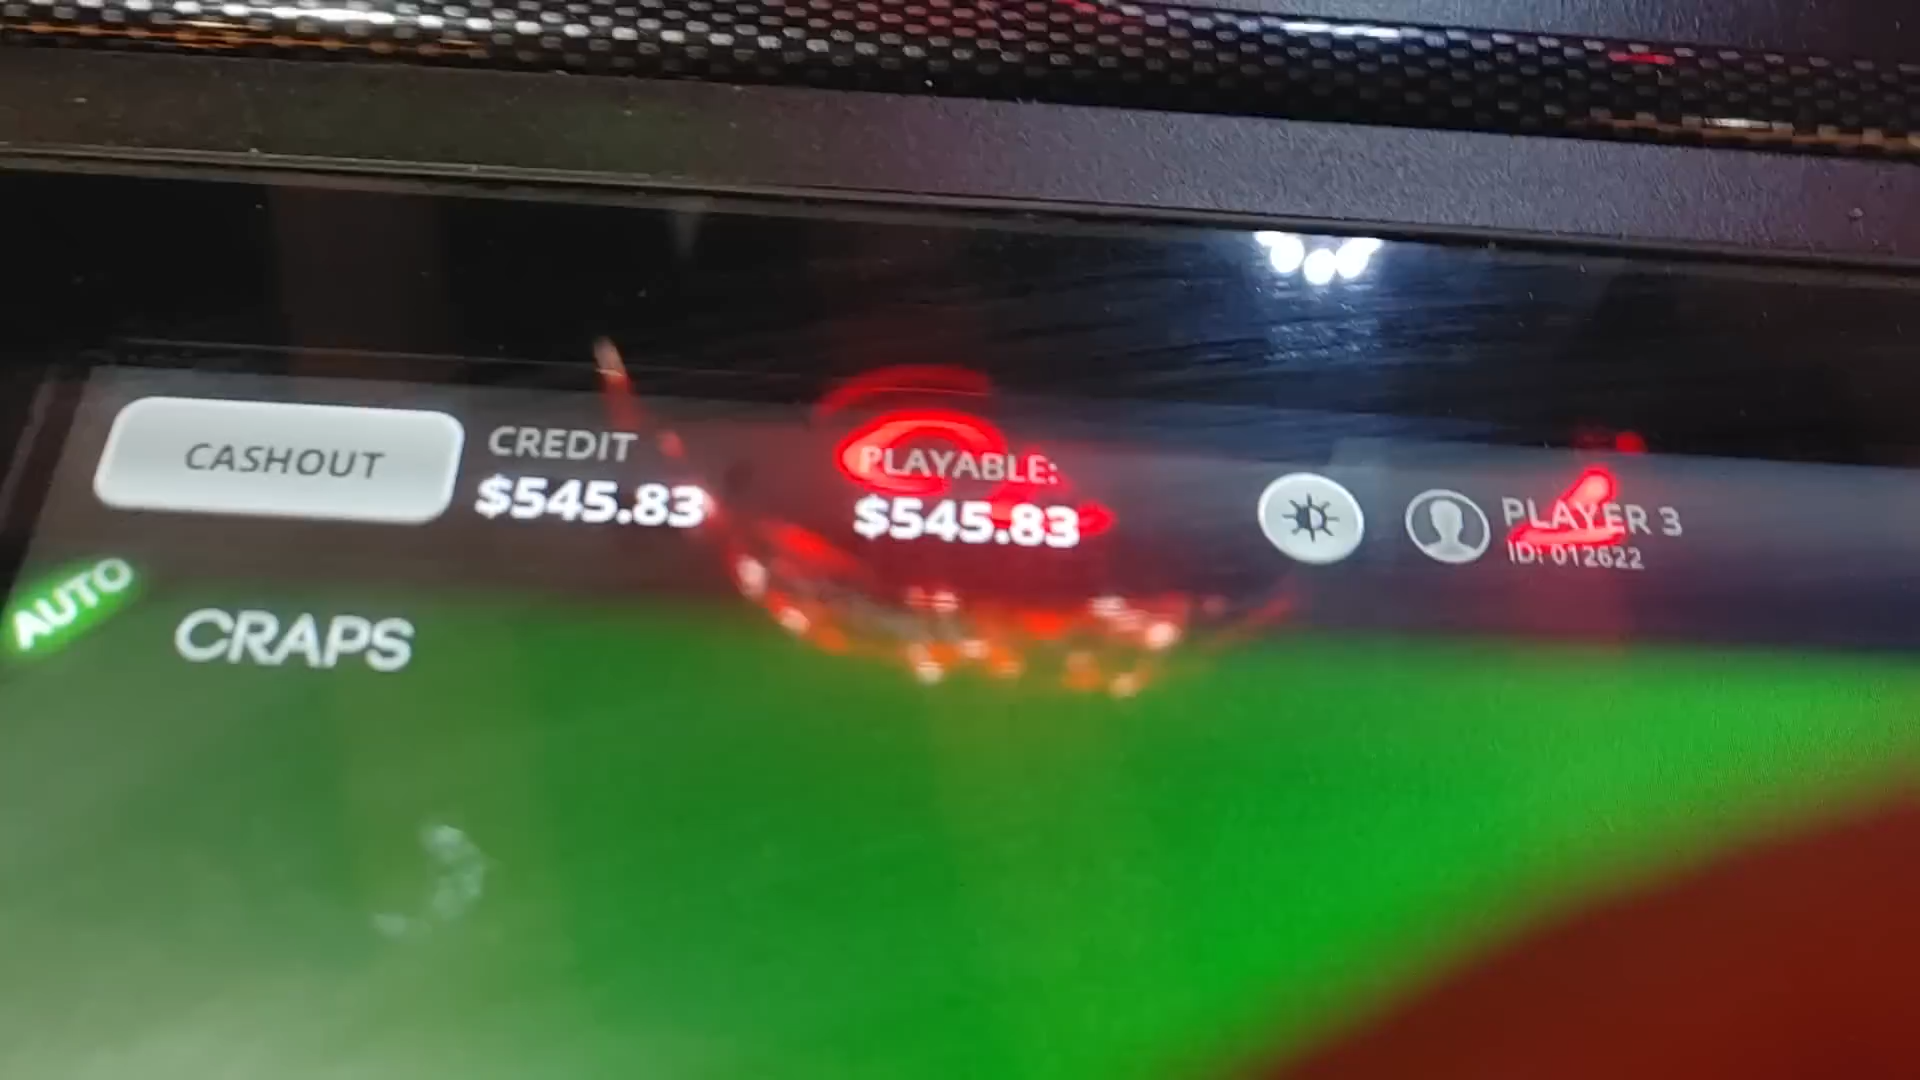 CASHOUT
CREDIT
$545.83
PLAYABLE:
$545.83
PLAYER 3
ID: 012622
AUTO
CRAPS